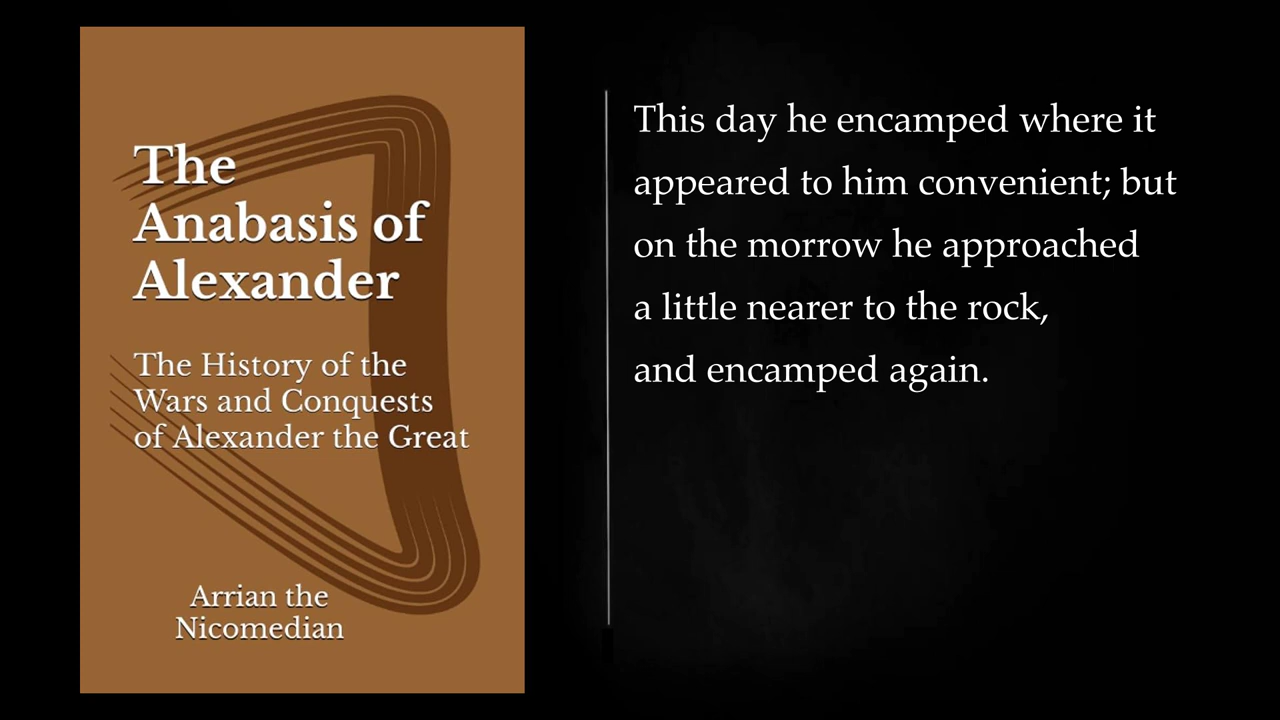 The
Anabasis of
Alexander
The History of the
Wars and Conquests
of Alexander the Great
Arrian the
Nicomedian
This day he encamped where it
appeared to him convenient; but
on the morrow he approached
a little nearer to the rock,
and encamped again.